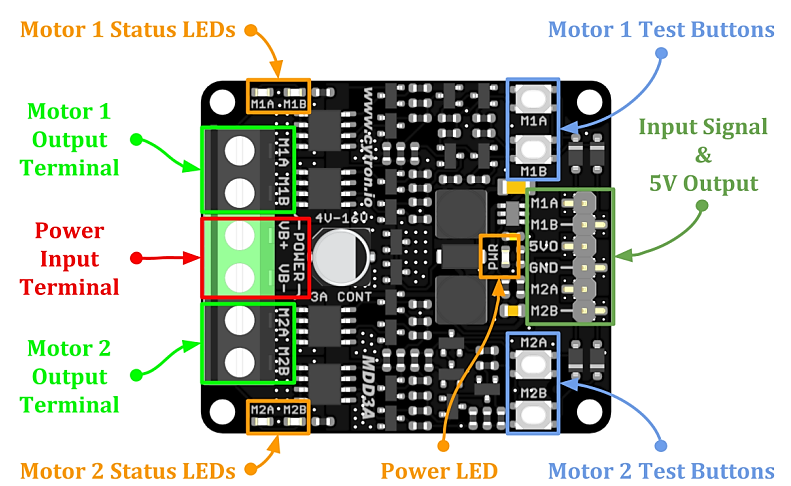 Motor 1 Status LEDs
Motor 1 Test Buttons
Motor 1
Output
Terminal
Power
Input
Terminal
Motor 2
Output
Terminal
Input Signal
&
5V Output
Motor 2 Status LEDs
Power LED
Motor 2 Test Buttons
M1A M1B
www.cytron.io
M1A
M1B
M1A M1B
POWER
VB+ VB-
4V-16V
3A CONT
PWR
M1A
M1B
5VO
GND
M2A
M2B
M2A M2B
MDD3A
M2A
M2B
M2A M2B